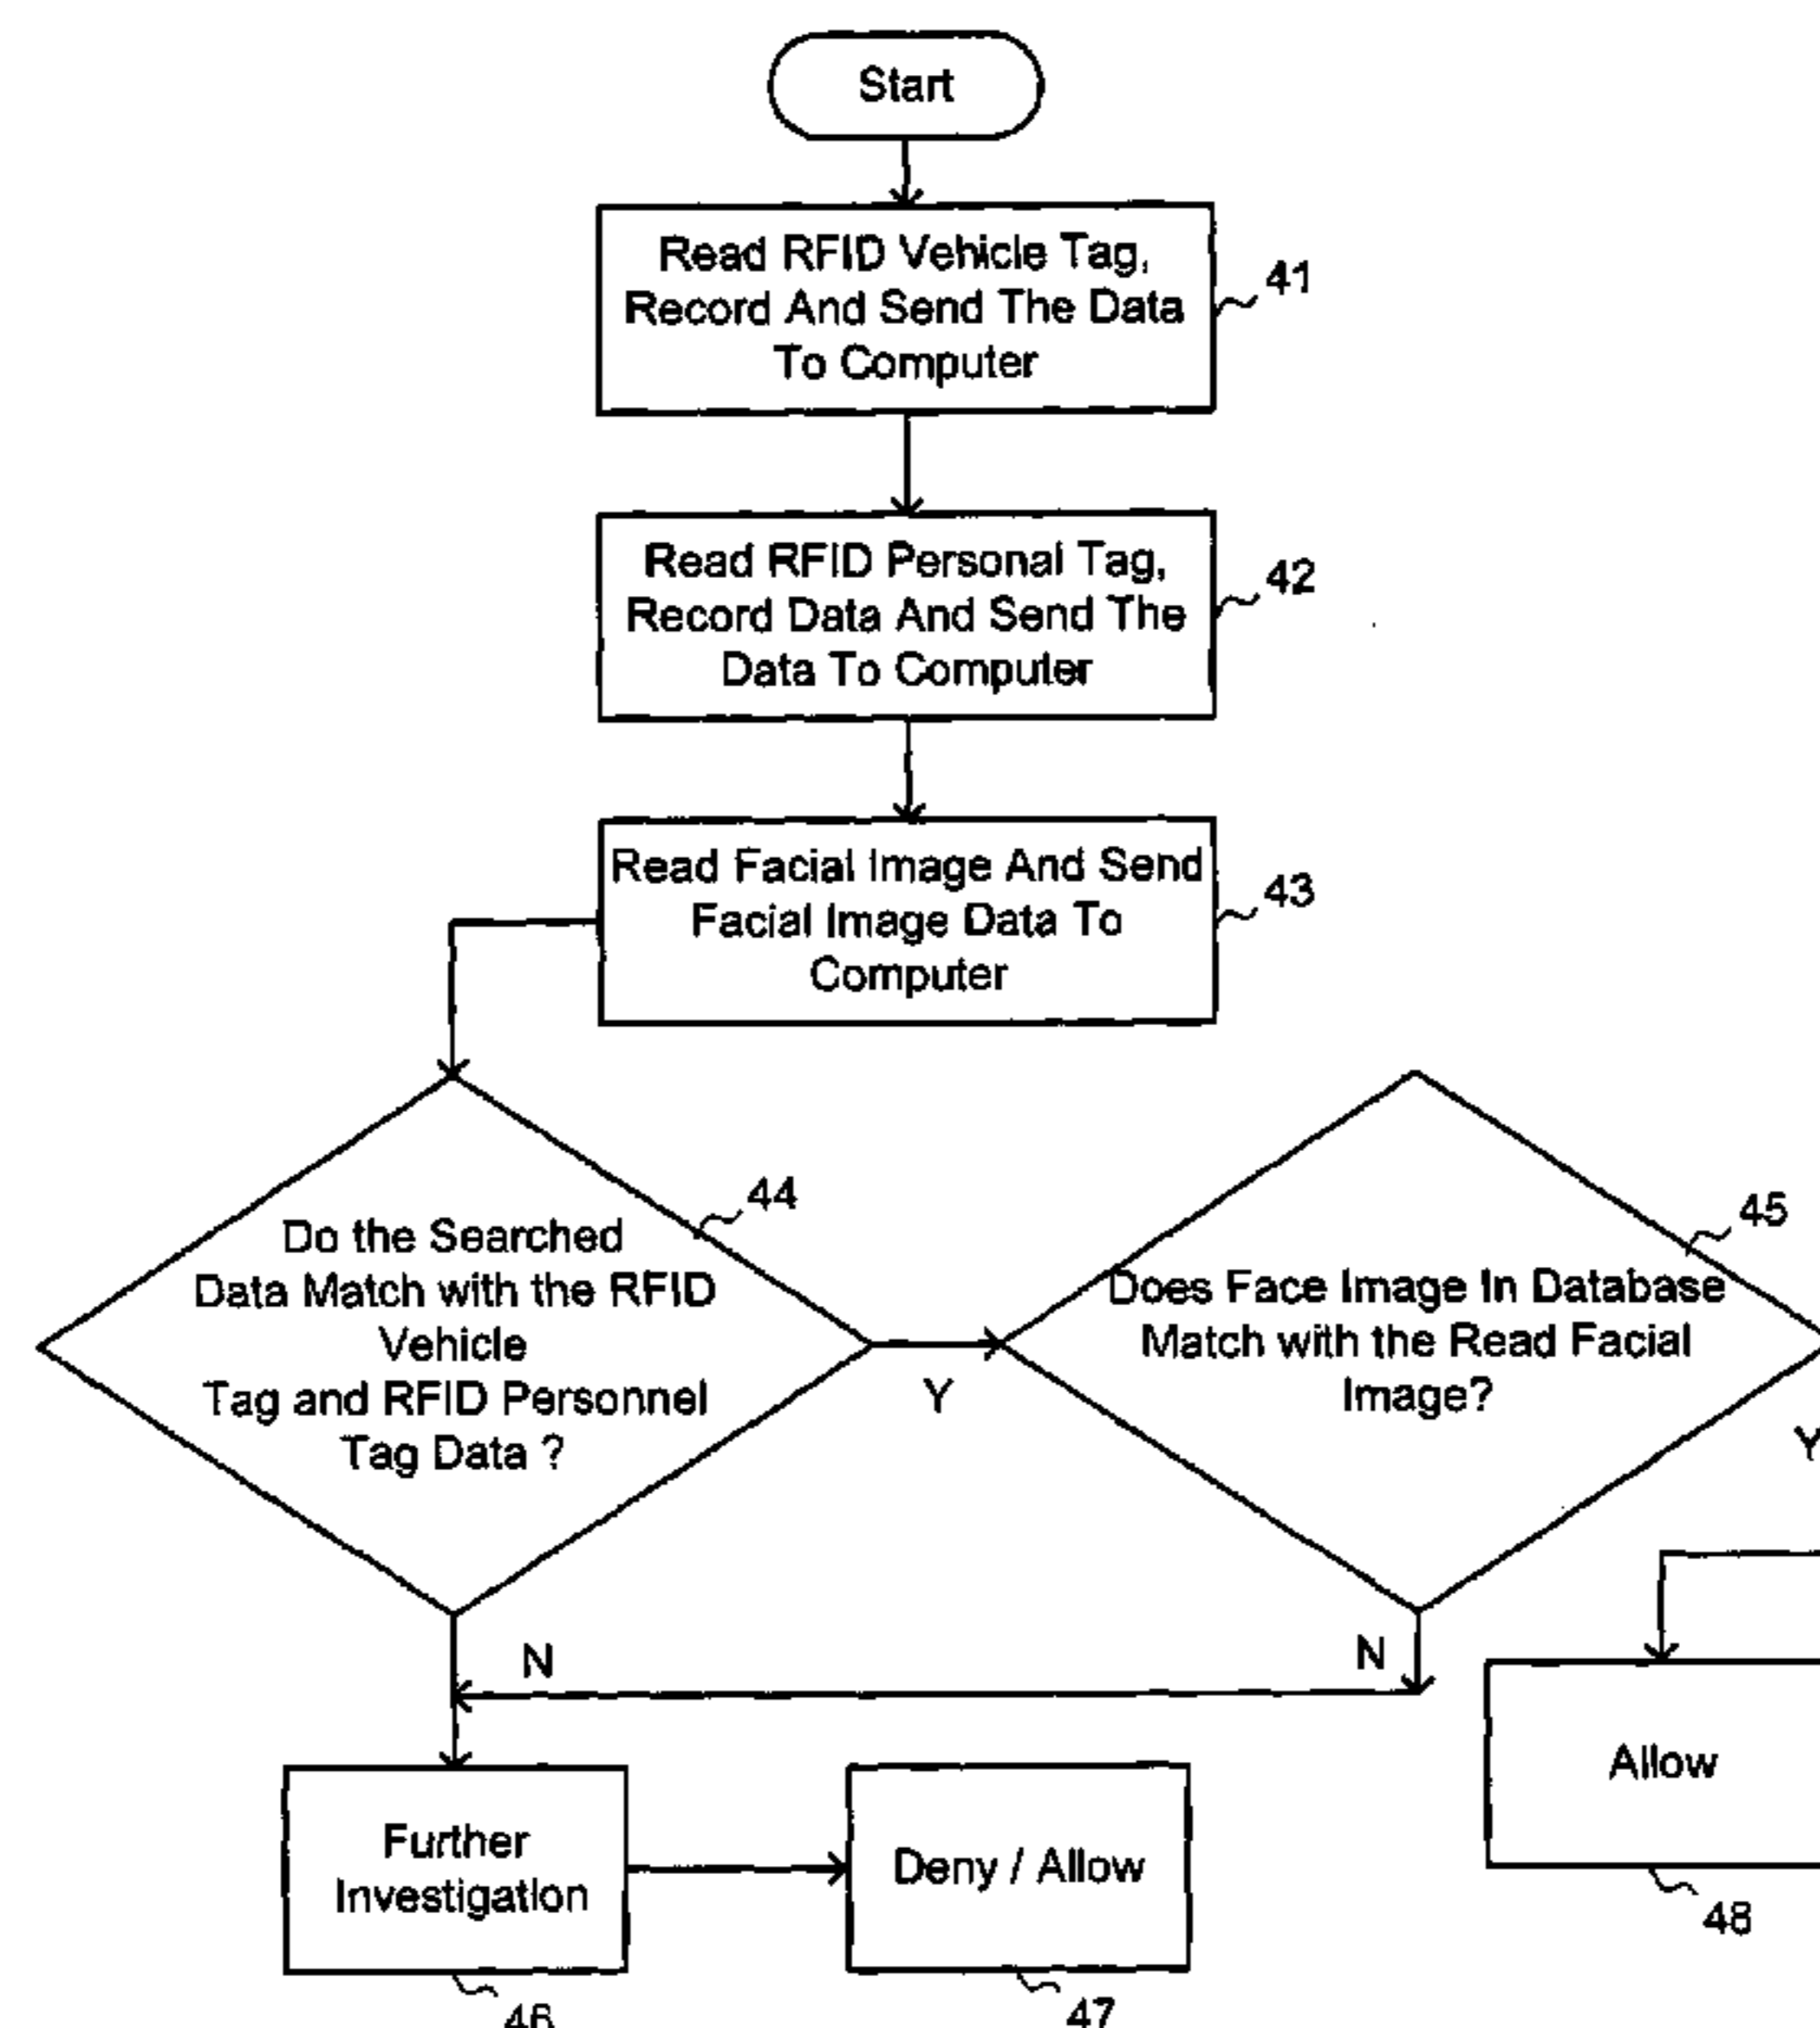 Start
Read RFID Vehicle Tag,
Record And Send The Data
To Computer
41
Read RFID Personal Tag,
Record Data And Send The
Data To Computer
42
Read Facial Image And Send
Facial Image Data To
Computer
43
Do the Searched
Data Match with the RFID
Vehicle
Tag and RFID Personnel
Tag Data ?
44
Y
Does Face Image In Database
Match with the Read Facial
Image?
45
Y
N
N
Further
Investigation
46
Deny / Allow
47
Allow
48